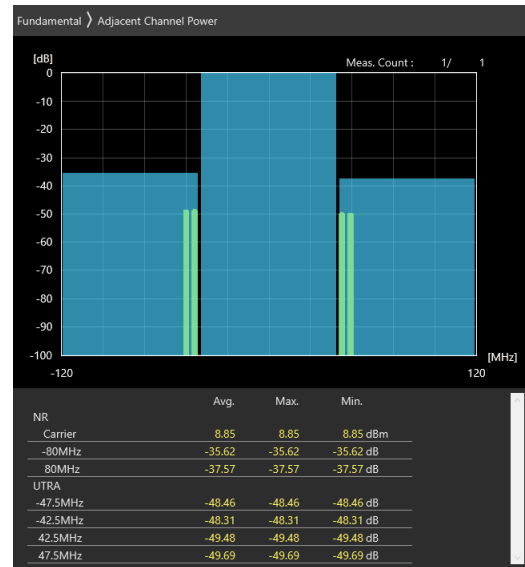 Fundamental 〉 Adjacent Channel Power
[dB]
Meas. Count : 1/ 1
0
-10
-20
-30
-40
-50
-60
-70
-80
-90
-100
[MHz]
-120 120
Avg. Max. Min.
NR
Carrier 8.85 8.85 8.85 dBm
-80MHz -35.62 -35.62 -35.62 dB
80MHz -37.57 -37.57 -37.57 dB
UTRA
-47.5MHz -48.46 -48.46 -48.46 dB
-42.5MHz -48.31 -48.31 -48.31 dB
42.5MHz -49.48 -49.48 -49.48 dB
47.5MHz -49.69 -49.69 -49.69 dB